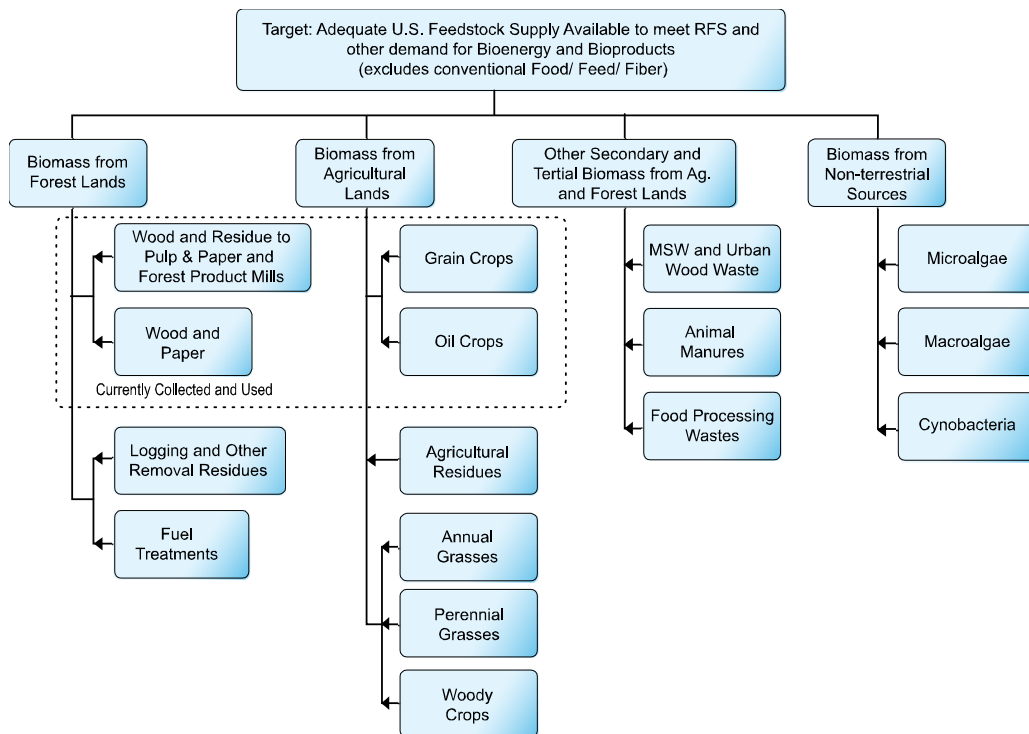 Target: Adequate U.S. Feedstock Supply Available to meet RFS and
other demand for Bioenergy and Bioproducts
(excludes conventional Food/ Feed/ Fiber)
Biomass from
Forest Lands
Biomass from
Agricultural
Lands
Other Secondary and
Tertial Biomass from Ag.
and Forest Lands
Biomass from
Non-terrestrial
Sources
Wood and Residue to
Pulp & Paper and
Forest Product Mills
Wood and
Paper
Currently Collected and Used
Logging and Other
Removal Residues
Fuel
Treatments
Grain Crops
Oil Crops
Agricultural
Residues
Annual
Grasses
Perennial
Grasses
Woody
Crops
MSW and Urban
Wood Waste
Animal
Manures
Food Processing
Wastes
Microalgae
Macroalgae
Cynobacteria